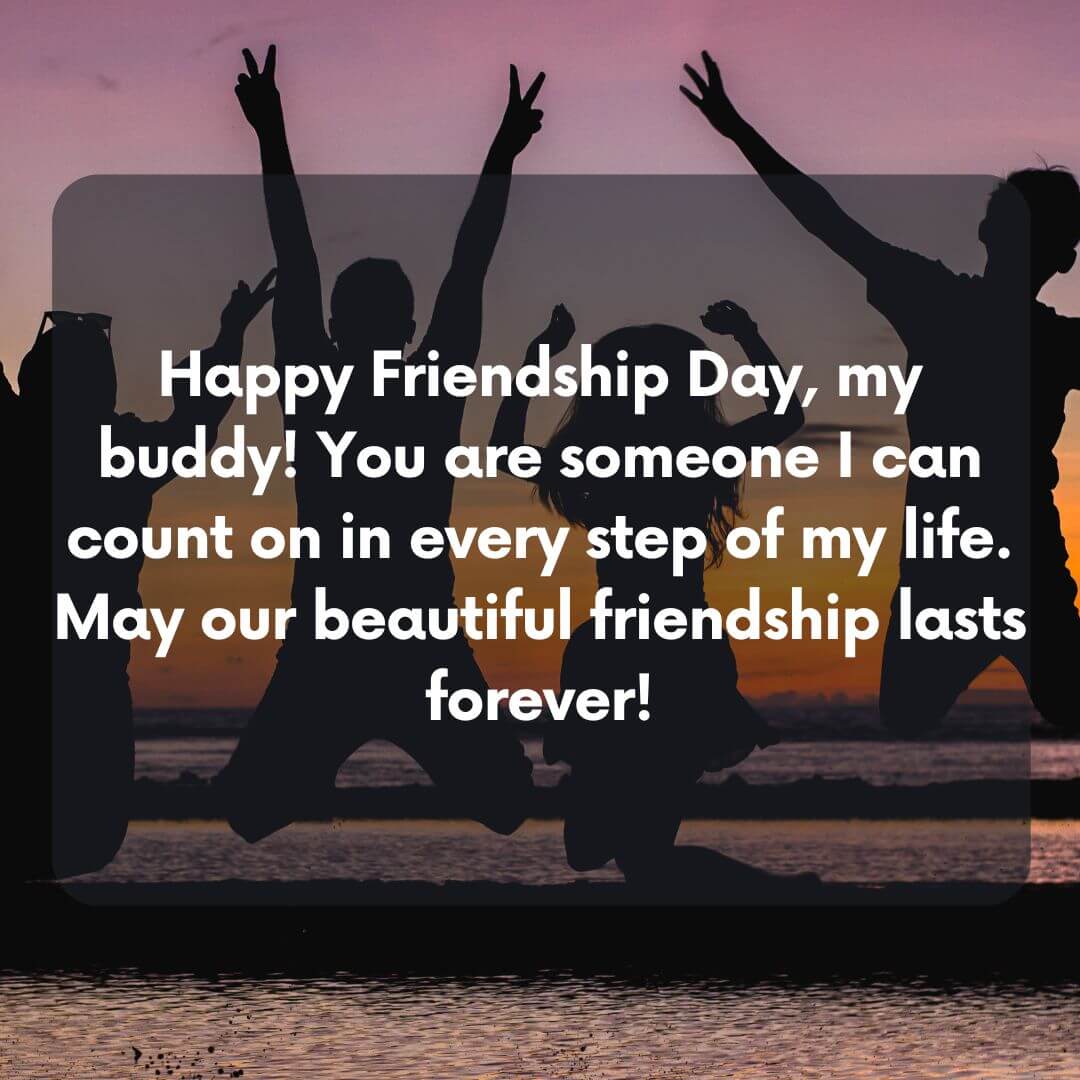 Happy Friendship Day, my
buddy! You are someone I can
count on in every step of my life.
May our beautiful friendship lasts
forever!